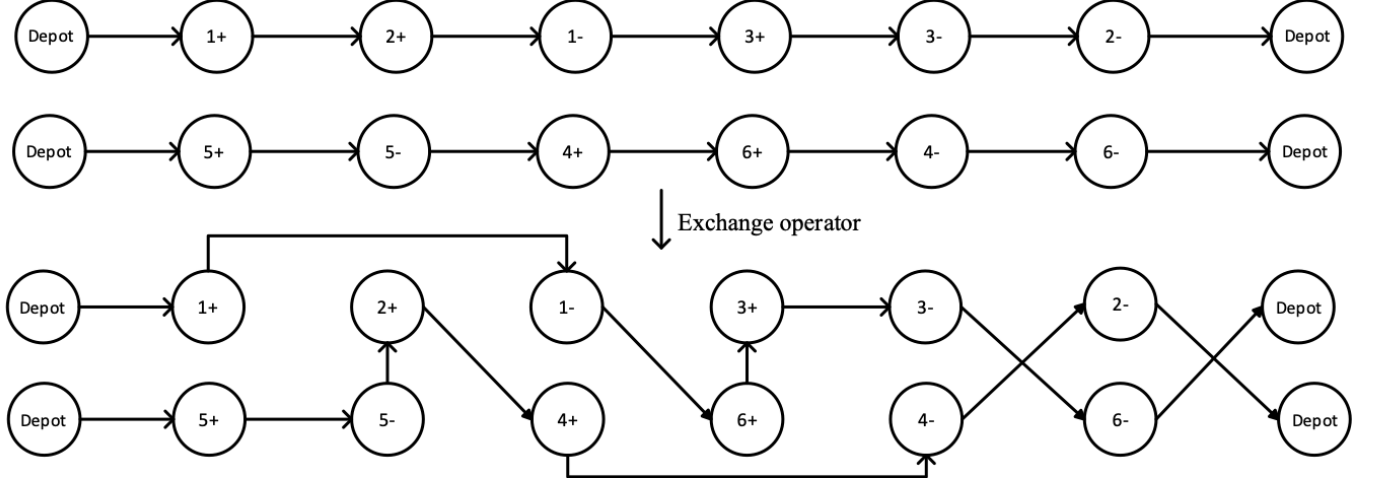 Depot 1+ 2+ 1- 3+ 3- 2- Depot
Depot 5+ 5- 4+ 6+ 4- 6- Depot
Exchange operator
Depot 1+ 2+ 1- 3+ 3- 2- Depot
Depot 5+ 5- 4+ 6+ 4- 6- Depot